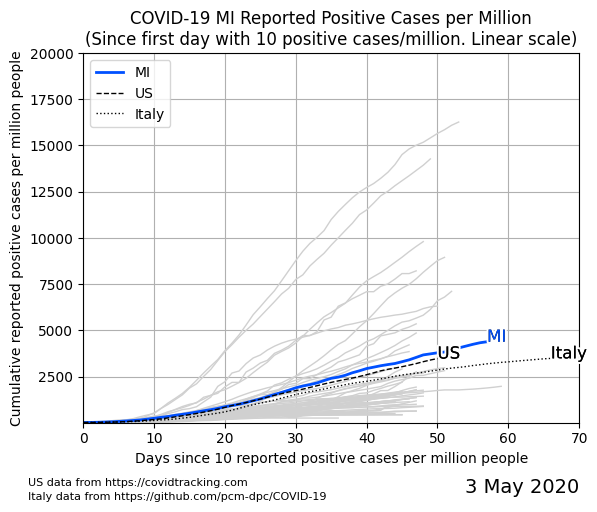 COVID-19 MI Reported Positive Cases per Million
(Since first day with 10 positive cases/million. Linear scale)
Cumulative reported positive cases per million people
20000
17500
15000
12500
10000
7500
5000
2500
MI
US
Italy
MI
US
Italy
0 10 20 30 40 50 60 70
Days since 10 reported positive cases per million people
US data from https://covidtracking.com
Italy data from https://github.com/pcm-dpc/COVID-19
3 May 2020